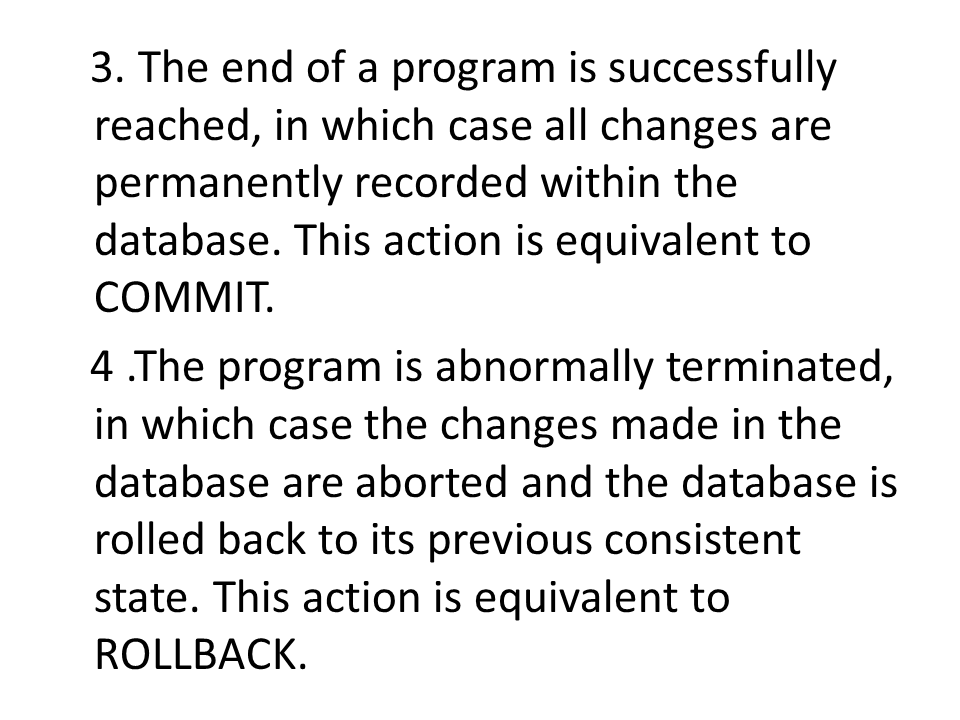 3. The end of a program is successfully
reached, in which case all changes are
permanently recorded within the
database. This action is equivalent to
COMMIT.
4 .The program is abnormally terminated,
in which case the changes made in the
database are aborted and the database is
rolled back to its previous consistent
state. This action is equivalent to
ROLLBACK.